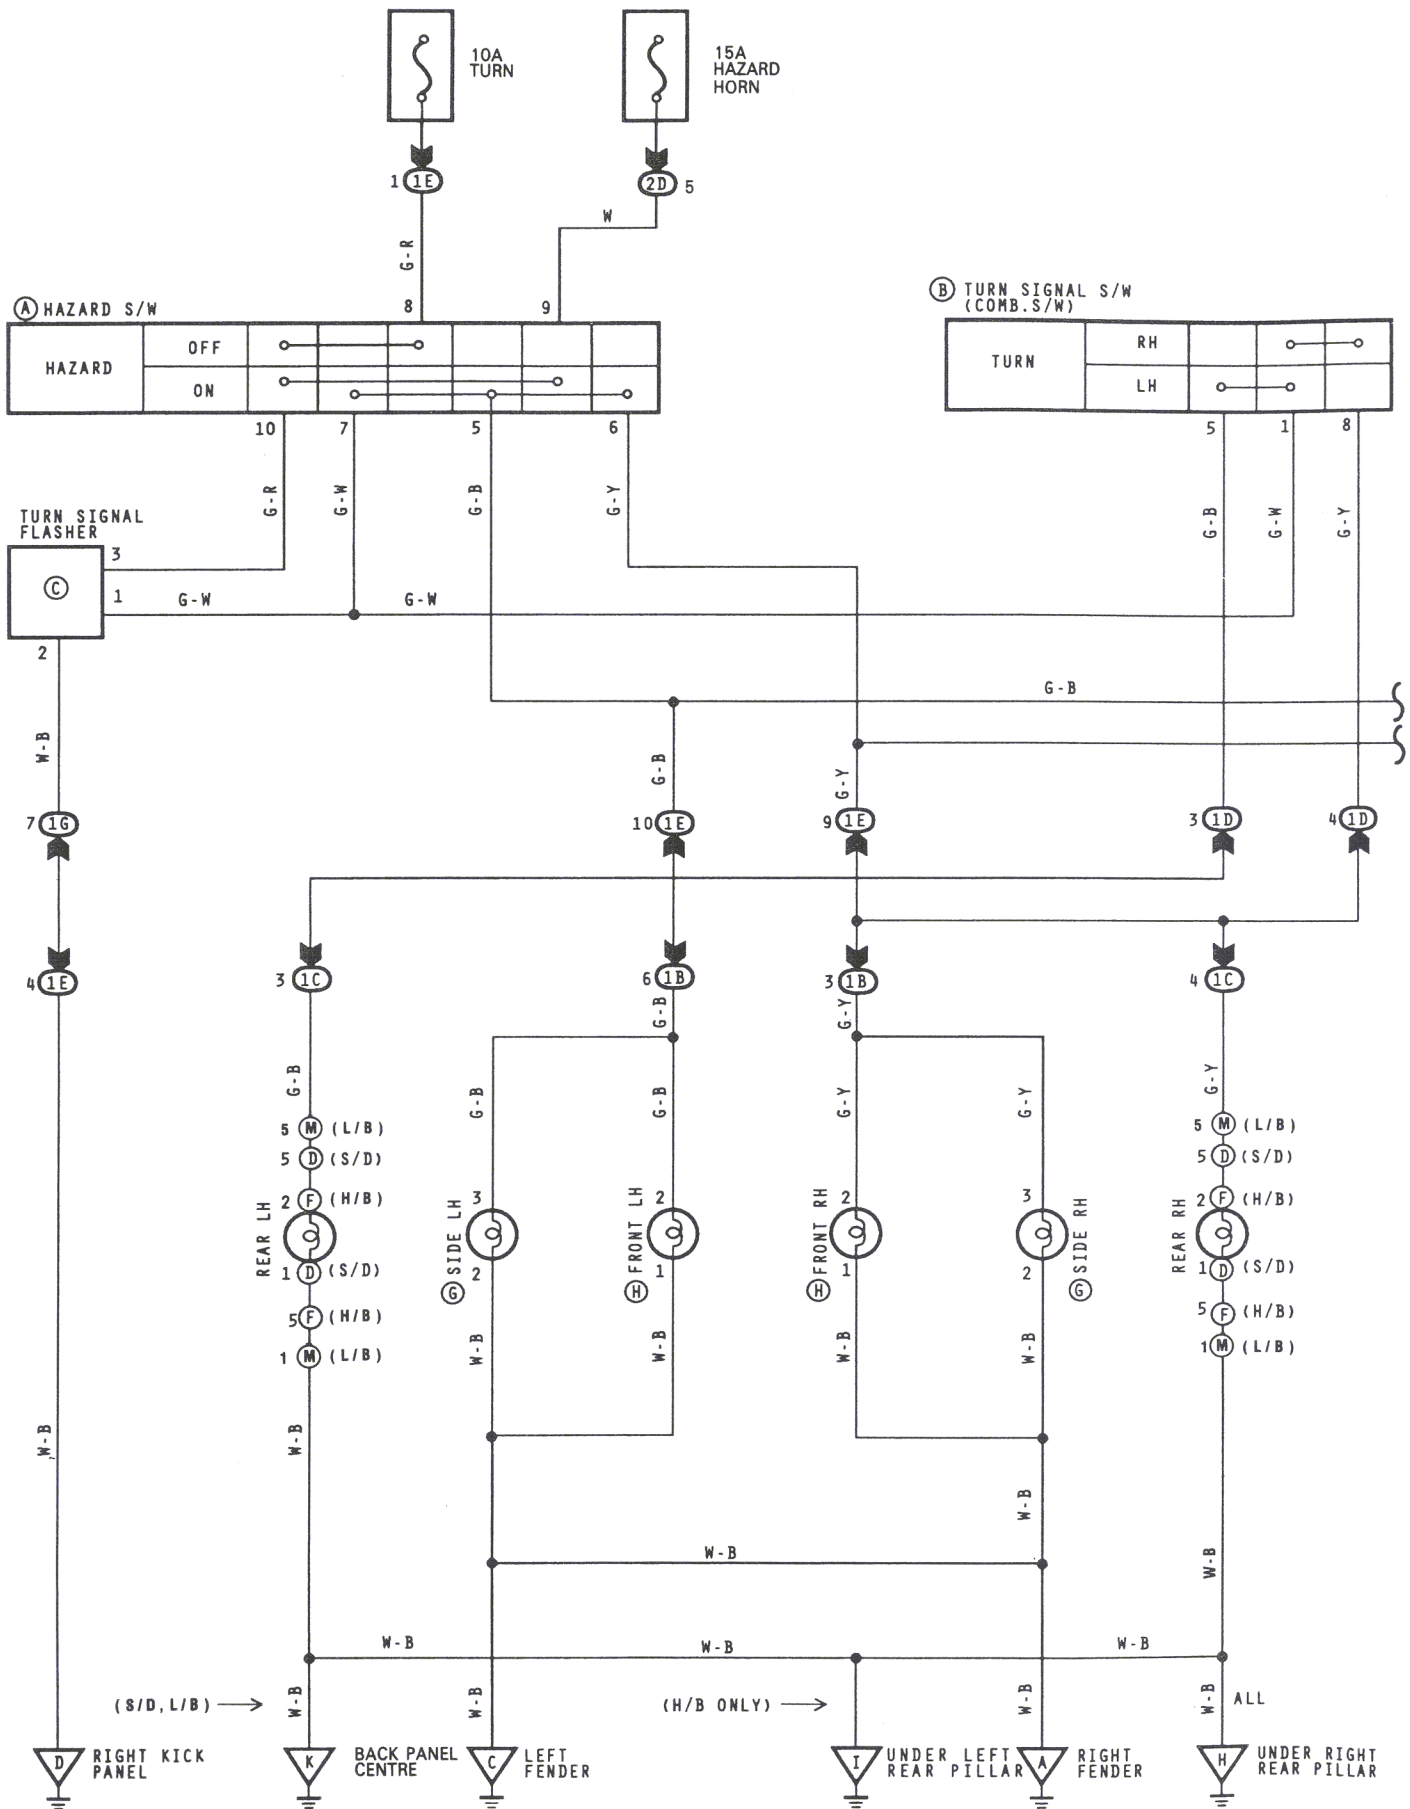 10A
TURN
15A
HAZARD
HORN
1 1E
2D 5
W
G-R
A HAZARD S/W
8
9
B TURN SIGNAL S/W
(COMB.S/W)
HAZARD
OFF
ON
TURN
RH
LH
10
7
5
6
5
1
8
G-R
G-W
G-B
G-Y
G-B
G-W
G-Y
TURN SIGNAL
FLASHER
C
3
1
G-W
G-W
2
G-B
W-B
G-B
G-Y
7 1G
10 1E
9 1E
3 1D
4 1D
4 1E
3 1C
6 1B
3 1B
4 1C
G-B
G-Y
G-B
G-B
G-B
G-Y
G-Y
G-Y
5 M (L/B)
5 D (S/D)
2 F (H/B)
REAR LH
1 D (S/D)
5 F (H/B)
1 M (L/B)
3
G SIDE LH
2
2
H FRONT LH
1
2
H FRONT RH
1
3
G SIDE RH
2
5 M (L/B)
5 D (S/D)
2 F (H/B)
REAR RH
1 D (S/D)
5 F (H/B)
1 M (L/B)
W-B
W-B
W-B
W-B
W-B
W-B
W-B
W-B
W-B
W-B
W-B
W-B
(S/D, L/B)
W-B
W-B
(H/B ONLY)
W-B
W-B
ALL
D RIGHT KICK
PANEL
K BACK PANEL
CENTRE
C LEFT
FENDER
I UNDER LEFT
REAR PILLAR
A RIGHT
FENDER
H UNDER RIGHT
REAR PILLAR